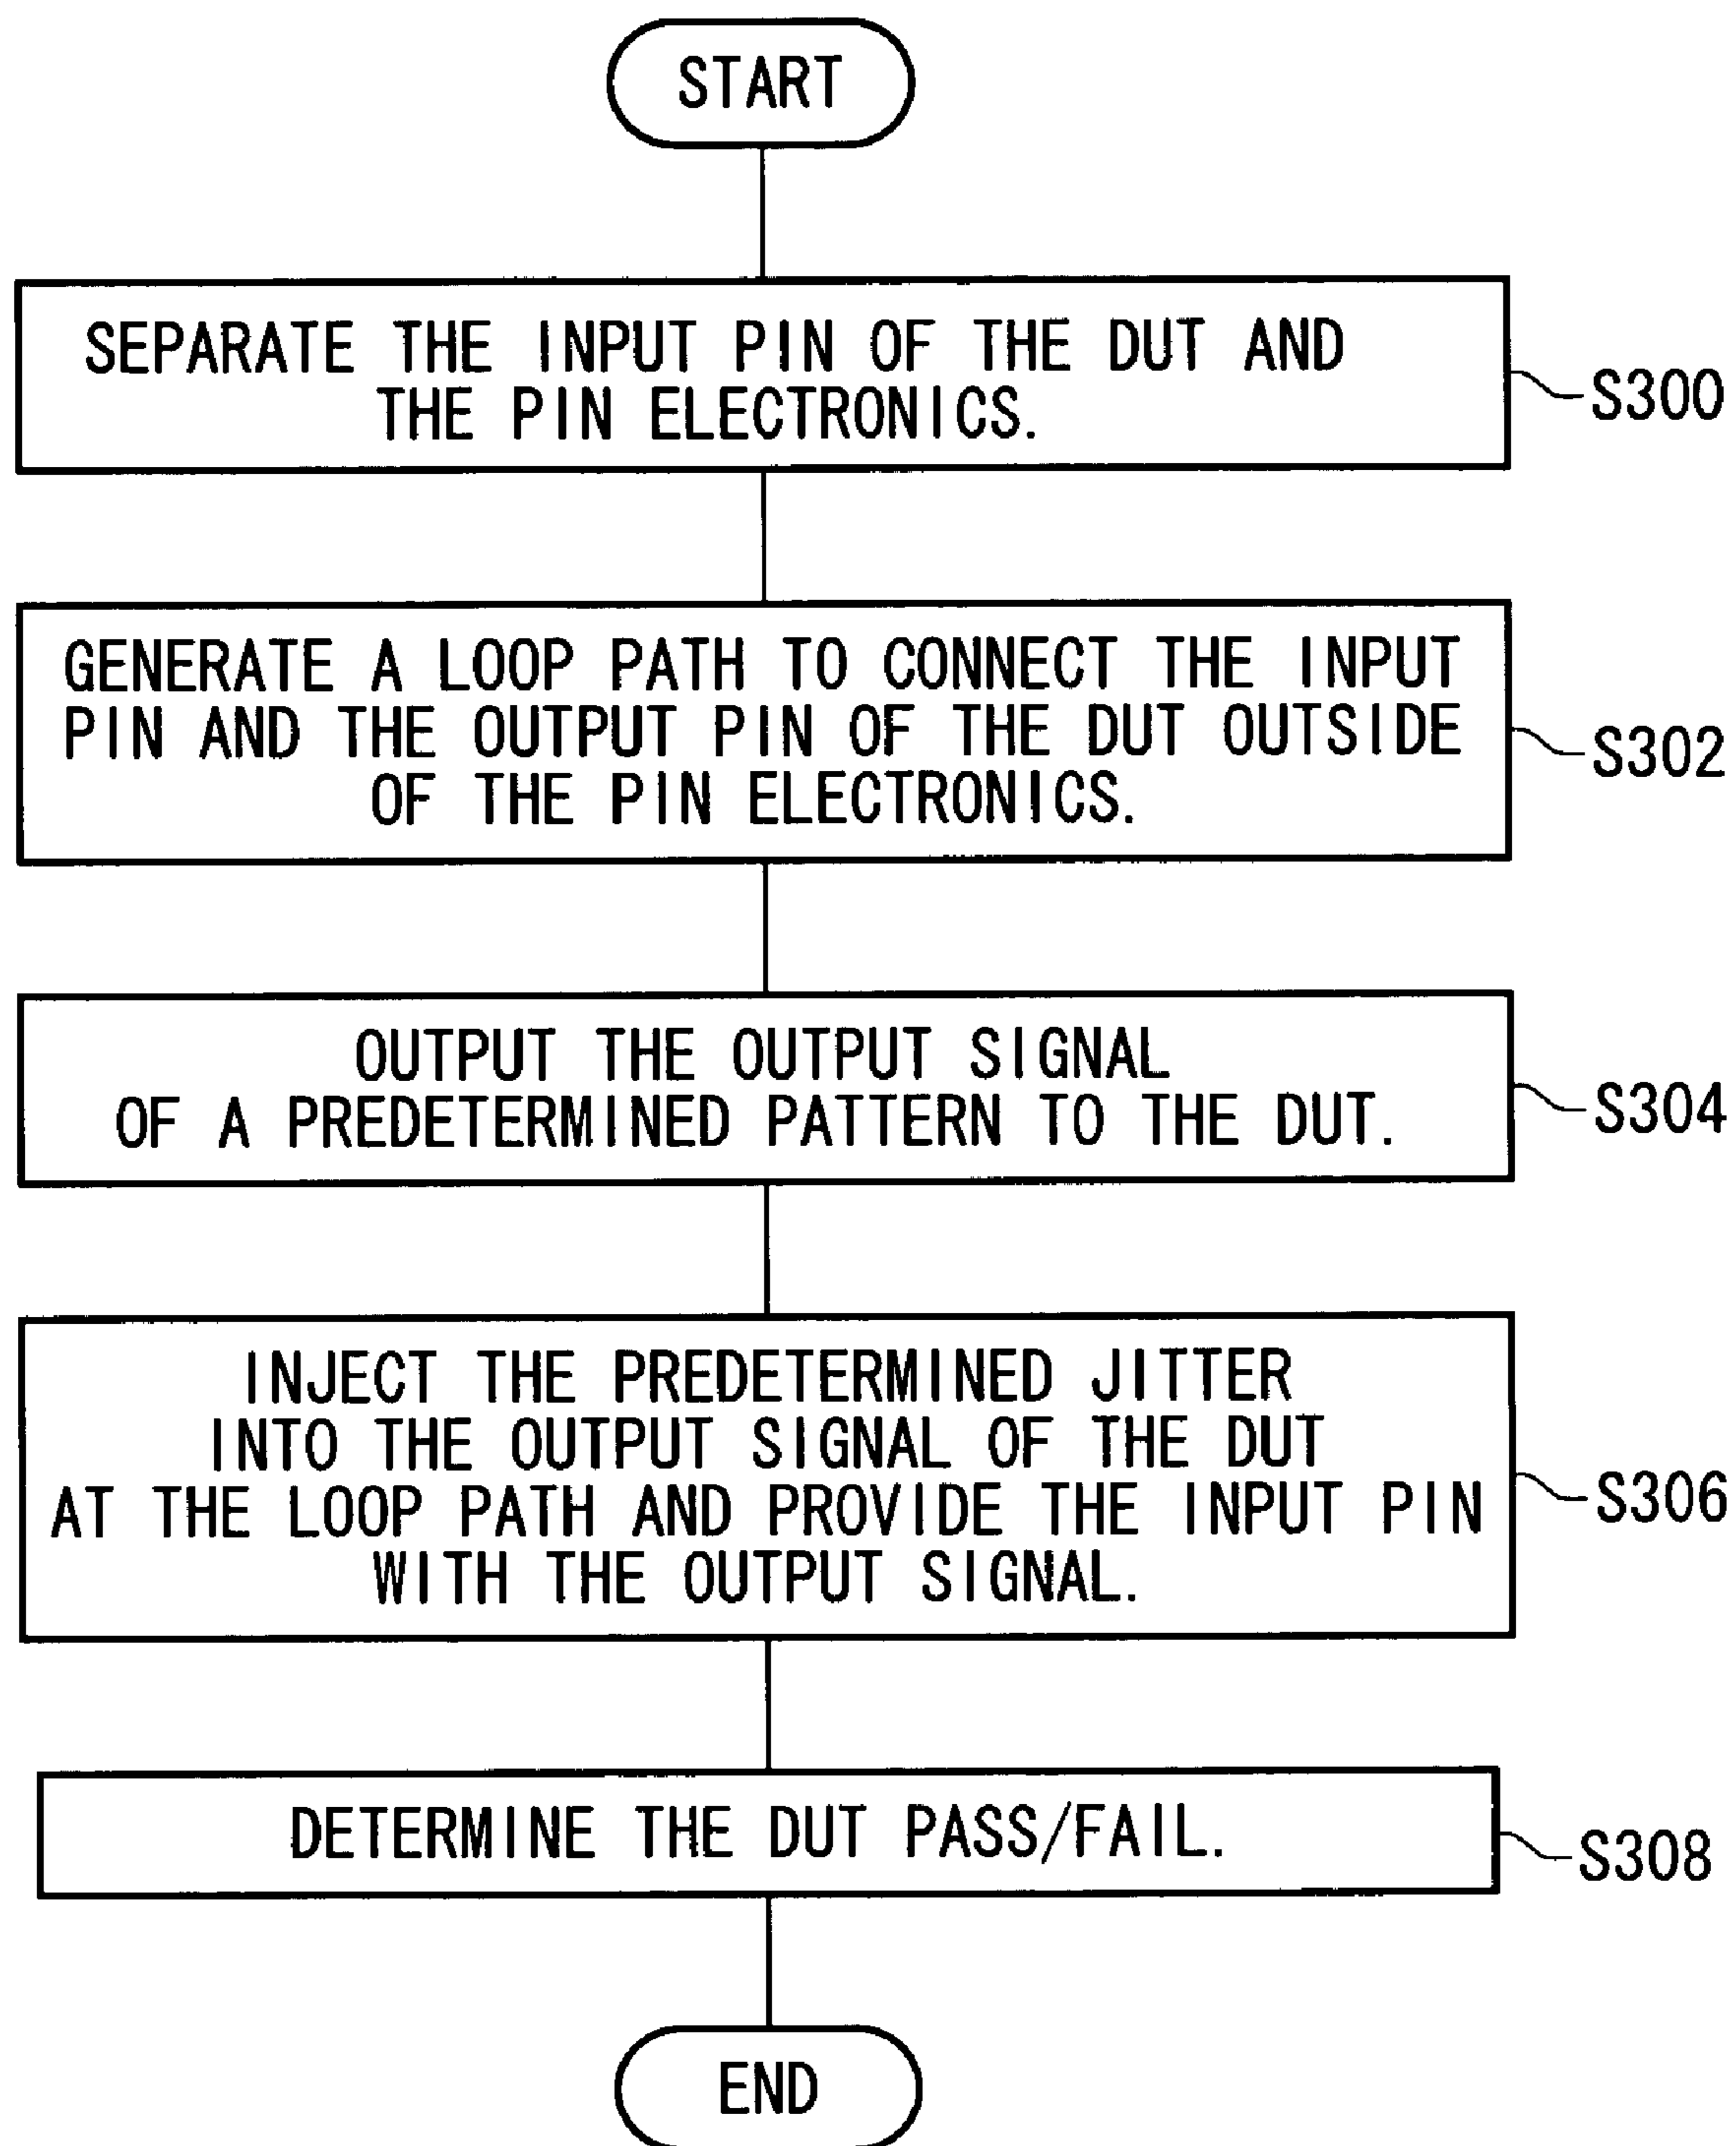 START
SEPARATE THE INPUT PIN OF THE DUT AND
THE PIN ELECTRONICS.
S300
GENERATE A LOOP PATH TO CONNECT THE INPUT
PIN AND THE OUTPUT PIN OF THE DUT OUTSIDE
OF THE PIN ELECTRONICS.
S302
OUTPUT THE OUTPUT SIGNAL
OF A PREDETERMINED PATTERN TO THE DUT.
S304
INJECT THE PREDETERMINED JITTER
INTO THE OUTPUT SIGNAL OF THE DUT
AT THE LOOP PATH AND PROVIDE THE INPUT PIN
WITH THE OUTPUT SIGNAL.
S306
DETERMINE THE DUT PASS/FAIL.
S308
END